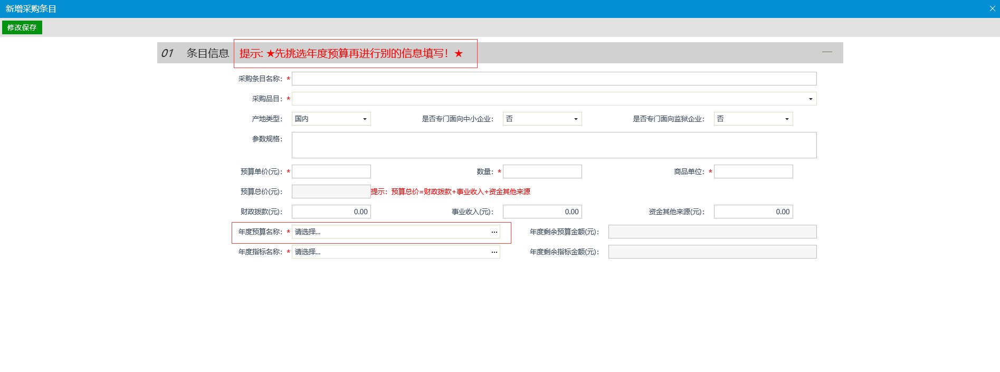 新增采购条目
修改保存
01 条目信息 提示: ★先挑选年度预算再进行别的信息填写！★
采购条目名称：*
采购品目：*
产地类型： 国内 是否专门面向中小企业： 否 是否专门面向监狱企业： 否
参数规格：
预算单价(元)：* 数量：* 商品单位：*
预算总价(元)： 提示：预算总价=财政拨款+事业收入+资金其他来源
财政拨款(元)： 0.00 事业收入(元)： 0.00 资金其他来源(元)： 0.00
年度预算名称：* 请选择... ... 年度剩余预算金额(元)：
年度指标名称：* 请选择... ... 年度剩余指标金额(元)：